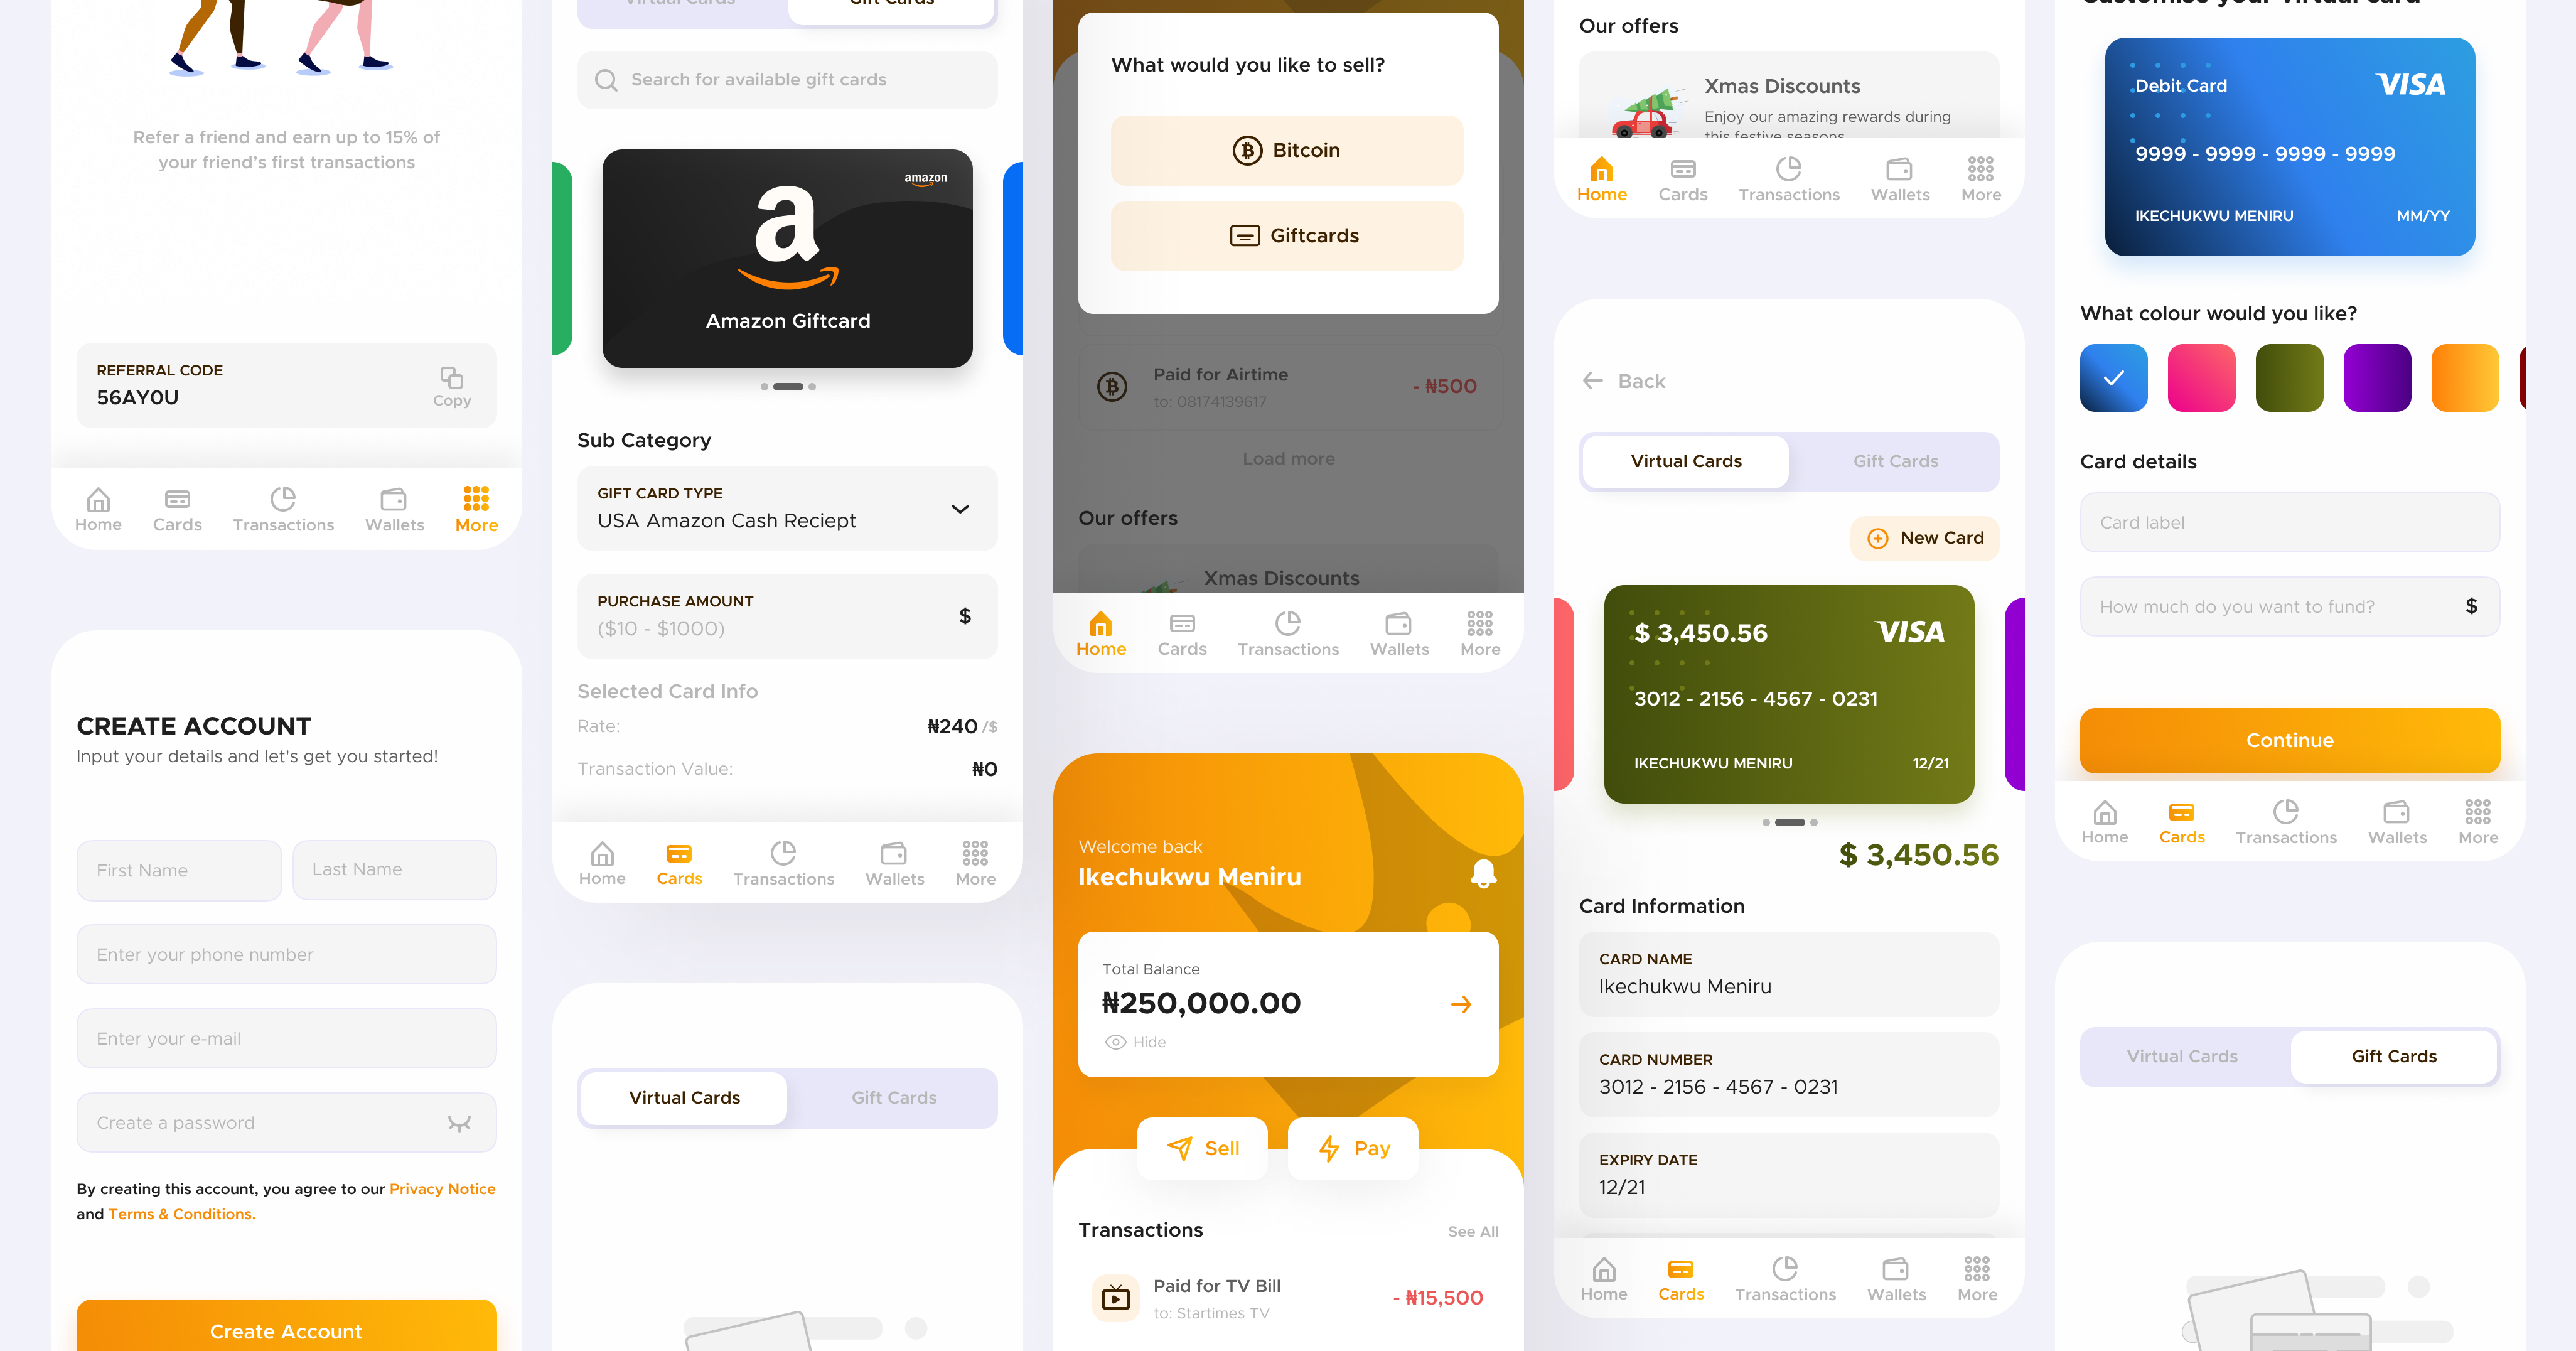 Refer a friend and earn up to 15% of
your friend's first transactions
REFERRAL CODE
56AY0U
Copy
Home
Cards
Transactions
Wallets
More
CREATE ACCOUNT
Input your details and let's get you started!
First Name
Last Name
Enter your phone number
Enter your e-mail
Create a password
By creating this account, you agree to our Privacy Notice
and Terms & Conditions.
Create Account
Virtual Cards
Gift Cards
Search for available gift cards
amazon
a
Amazon Giftcard
Sub Category
GIFT CARD TYPE
USA Amazon Cash Reciept
PURCHASE AMOUNT
($10 - $1000)
$
Selected Card Info
Rate:
₦240 /$
Transaction Value:
₦0
Home
Cards
Transactions
Wallets
More
Virtual Cards
Gift Cards
What would you like to sell?
Bitcoin
Giftcards
Paid for Airtime
to: 08174139617
- ₦500
Load more
Our offers
Xmas Discounts
Home
Cards
Transactions
Wallets
More
Welcome back
Ikechukwu Meniru
Total Balance
₦250,000.00
Hide
Sell
Pay
Transactions
See All
Paid for TV Bill
to: Startimes TV
- ₦15,500
Our offers
Xmas Discounts
Enjoy our amazing rewards during
this festive seasons
Home
Cards
Transactions
Wallets
More
Back
Virtual Cards
Gift Cards
New Card
$ 3,450.56
VISA
3012 - 2156 - 4567 - 0231
IKECHUKWU MENIRU
12/21
$ 3,450.56
Card Information
CARD NAME
Ikechukwu Meniru
CARD NUMBER
3012 - 2156 - 4567 - 0231
EXPIRY DATE
12/21
Home
Cards
Transactions
Wallets
More
Customise your virtual card
Debit Card
VISA
9999 - 9999 - 9999 - 9999
IKECHUKWU MENIRU
MM/YY
What colour would you like?
Card details
Card label
How much do you want to fund?
$
Continue
Home
Cards
Transactions
Wallets
More
Virtual Cards
Gift Cards